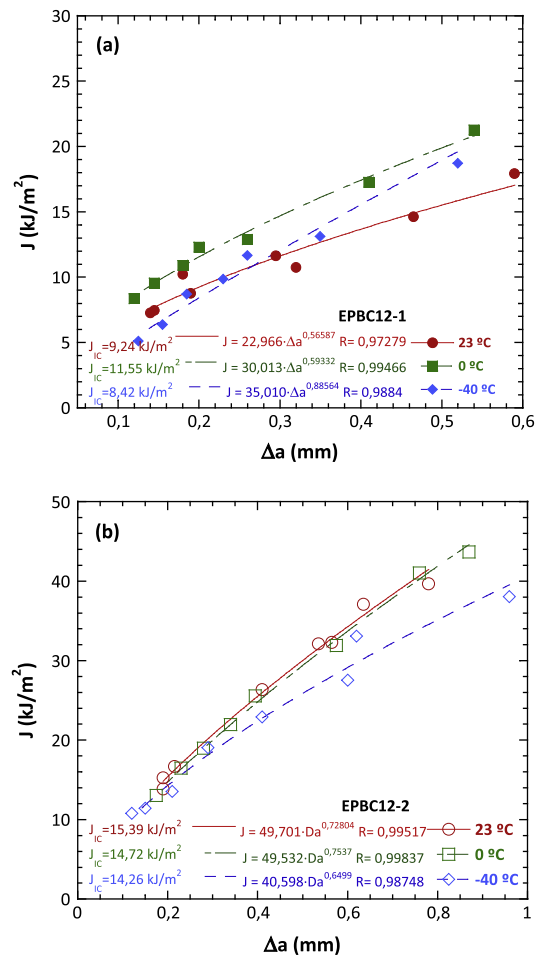 (a)
30
25
20
15
10
5
0
J (kJ/m²)
EPBC12-1
J_IC=9,24 kJ/m² J = 22,966·Δa^0,56587 R= 0,97279 23 ºC
J_IC=11,55 kJ/m² J = 30,013·Δa^0,59332 R= 0,99466 0 ºC
J_IC=8,42 kJ/m² J = 35,010·Δa^0,88564 R= 0,9884 -40 ºC
0,1 0,2 0,3 0,4 0,5 0,6
Δa (mm)
(b)
50
40
30
20
10
0
J (kJ/m²)
EPBC12-2
J_IC=15,39 kJ/m² J = 49,701·Da^0,72804 R= 0,99517 23 ºC
J_IC=14,72 kJ/m² J = 49,532·Da^0,7537 R= 0,99837 0 ºC
J_IC=14,26 kJ/m² J = 40,598·Da^0,6499 R= 0,98748 -40 ºC
0 0,2 0,4 0,6 0,8 1
Δa (mm)